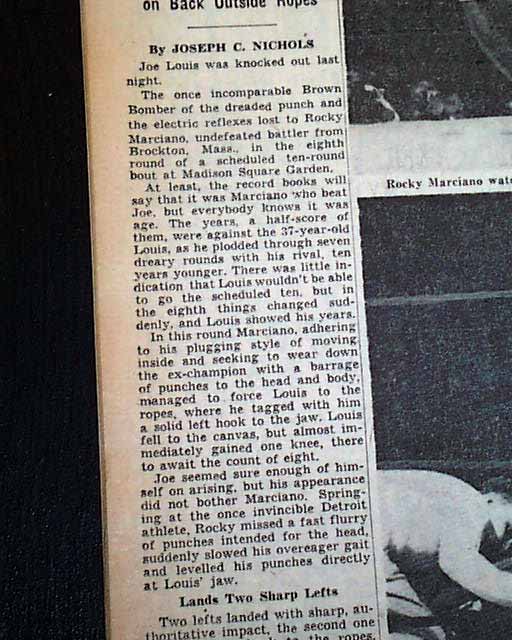 on Back Outside Ropes
By JOSEPH C. NICHOLS
Joe Louis was knocked out last
night.
The once incomparable Brown
Bomber of the dreaded punch and
the electric reflexes lost to Rocky
Marciano, undefeated battler from
Brockton, Mass., in the eighth
round of a scheduled ten-round
bout at Madison Square Garden.
At least, the record books will
say that it was Marciano who beat
Joe, but everybody knows it was
age. The years, a half-score of
them, were against the 37-year-old
Louis, as he plodded through seven
dreary rounds with his rival, ten
years younger. There was little in-
dication that Louis wouldn't be able
to go the scheduled ten, but in
the eighth things changed sud-
denly, and Louis showed his years.
In this round Marciano, adhering
to his plugging style of moving
inside and seeking to wear down
the ex-champion with a barrage
of punches to the head and body,
managed to force Louis to the
ropes, where he tagged with him
a solid left hook to the jaw. Louis
fell to the canvas, but almost im-
mediately gained one knee, there
to await the count of eight.
Joe seemed sure enough of him-
self on arising, but his appearance
did not bother Marciano. Spring-
ing at the once invincible Detroit
athlete, Rocky missed a fast flurry
of punches intended for the head,
suddenly slowed his overeager gait
and levelled his punches directly
at Louis' jaw.
Lands Two Sharp Lefts
Two lefts landed with sharp, au-
thoritative impact, the second one
to the ropes
Rocky Marciano wat